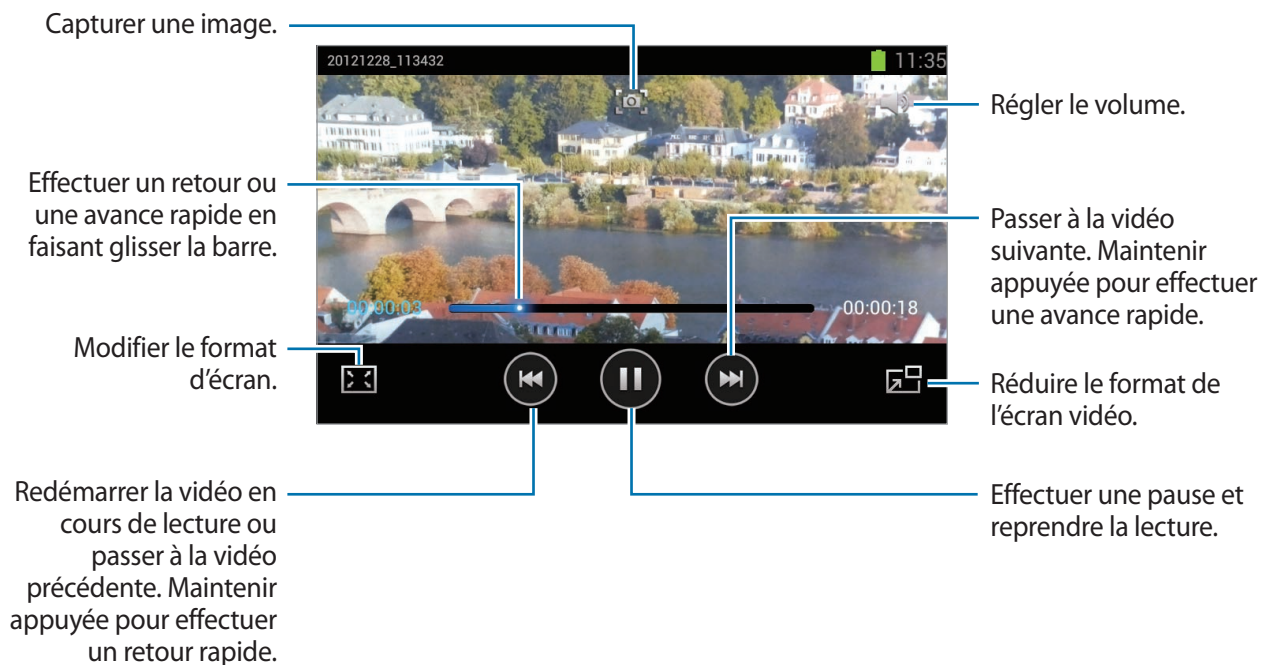 Capturer une image.
20121228_113432
11:35
Régler le volume.
Effectuer un retour ou
une avance rapide en
faisant glisser la barre.
Passer à la vidéo
suivante. Maintenir
appuyée pour effectuer
une avance rapide.
00:00:03
00:00:18
Modifier le format
d'écran.
Réduire le format de
l'écran vidéo.
Redémarrer la vidéo en
cours de lecture ou
passer à la vidéo
précédente. Maintenir
appuyée pour effectuer
un retour rapide.
Effectuer une pause et
reprendre la lecture.